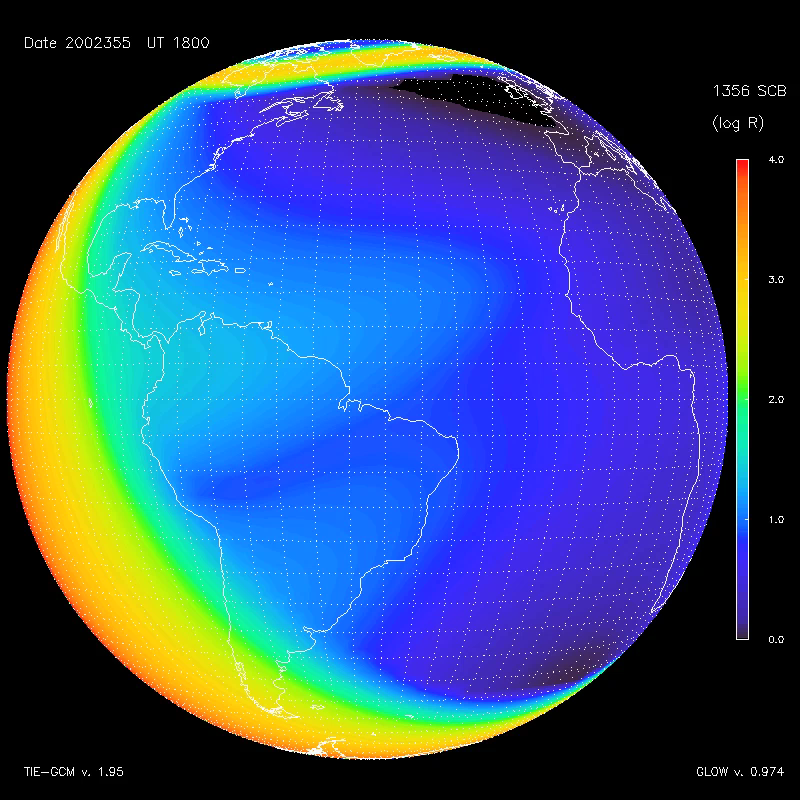 Date 2002355 UT 1800
1356 SCB
(log R)
4.0
3.0
2.0
1.0
0.0
TIE-GCM v. 1.95
GLOW v. 0.974